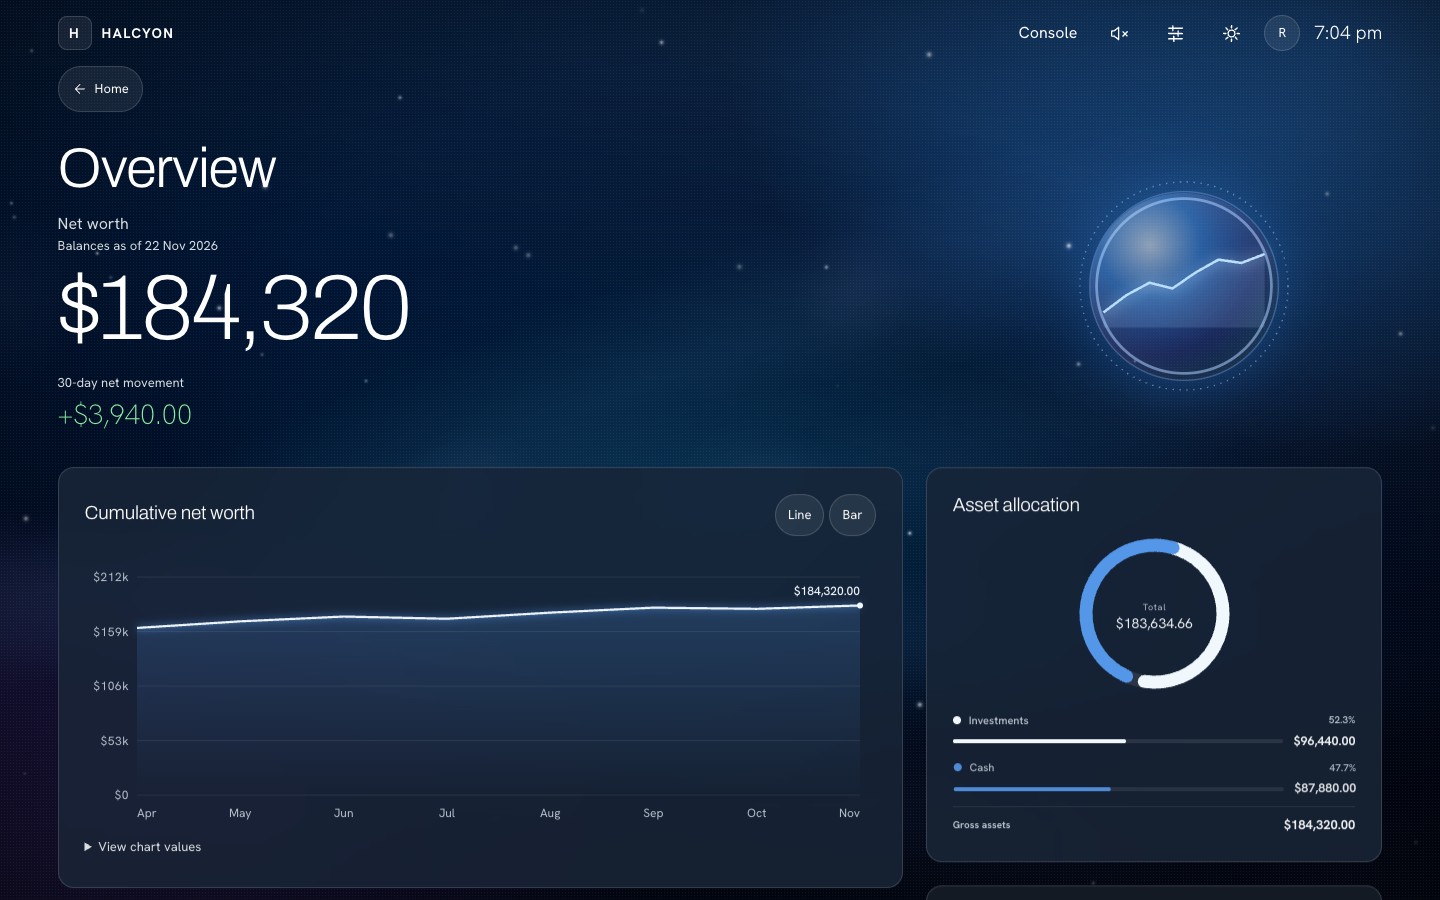 H HALCYON
Console
R 7:04 pm
Home
Overview
Net worth
Balances as of 22 Nov 2026
$184,320
30-day net movement
+$3,940.00
Cumulative net worth
Line Bar
$212k
$184,320.00
$159k
$106k
$53k
$0
Apr May Jun Jul Aug Sep Oct Nov
View chart values
Asset allocation
Total
$183,634.66
Investments 52.3%
$96,440.00
Cash 47.7%
$87,880.00
Gross assets $184,320.00